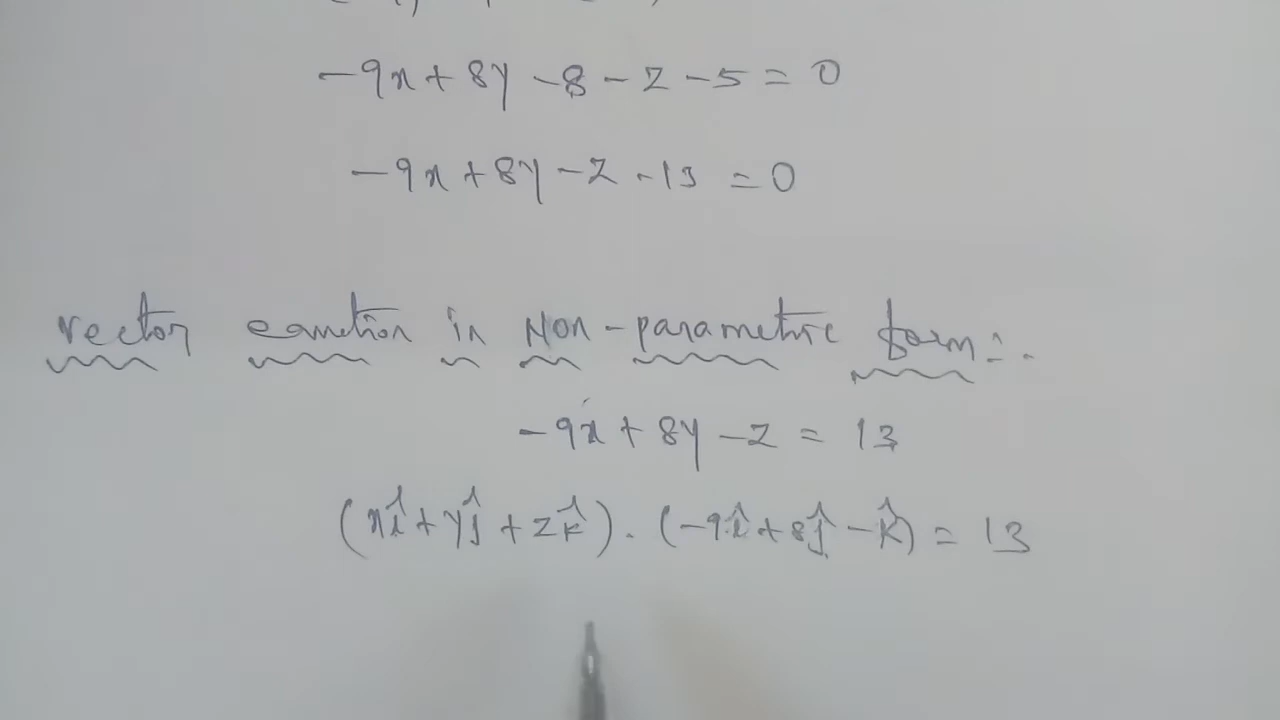 -9x + 8y - 8 - z - 5 = 0
-9x + 8y - z - 13 = 0
vector equation in Non-parametric form:-
-9x + 8y - z = 13
(xî + yĵ + zk̂) . (-9î + 8ĵ - k̂) = 13